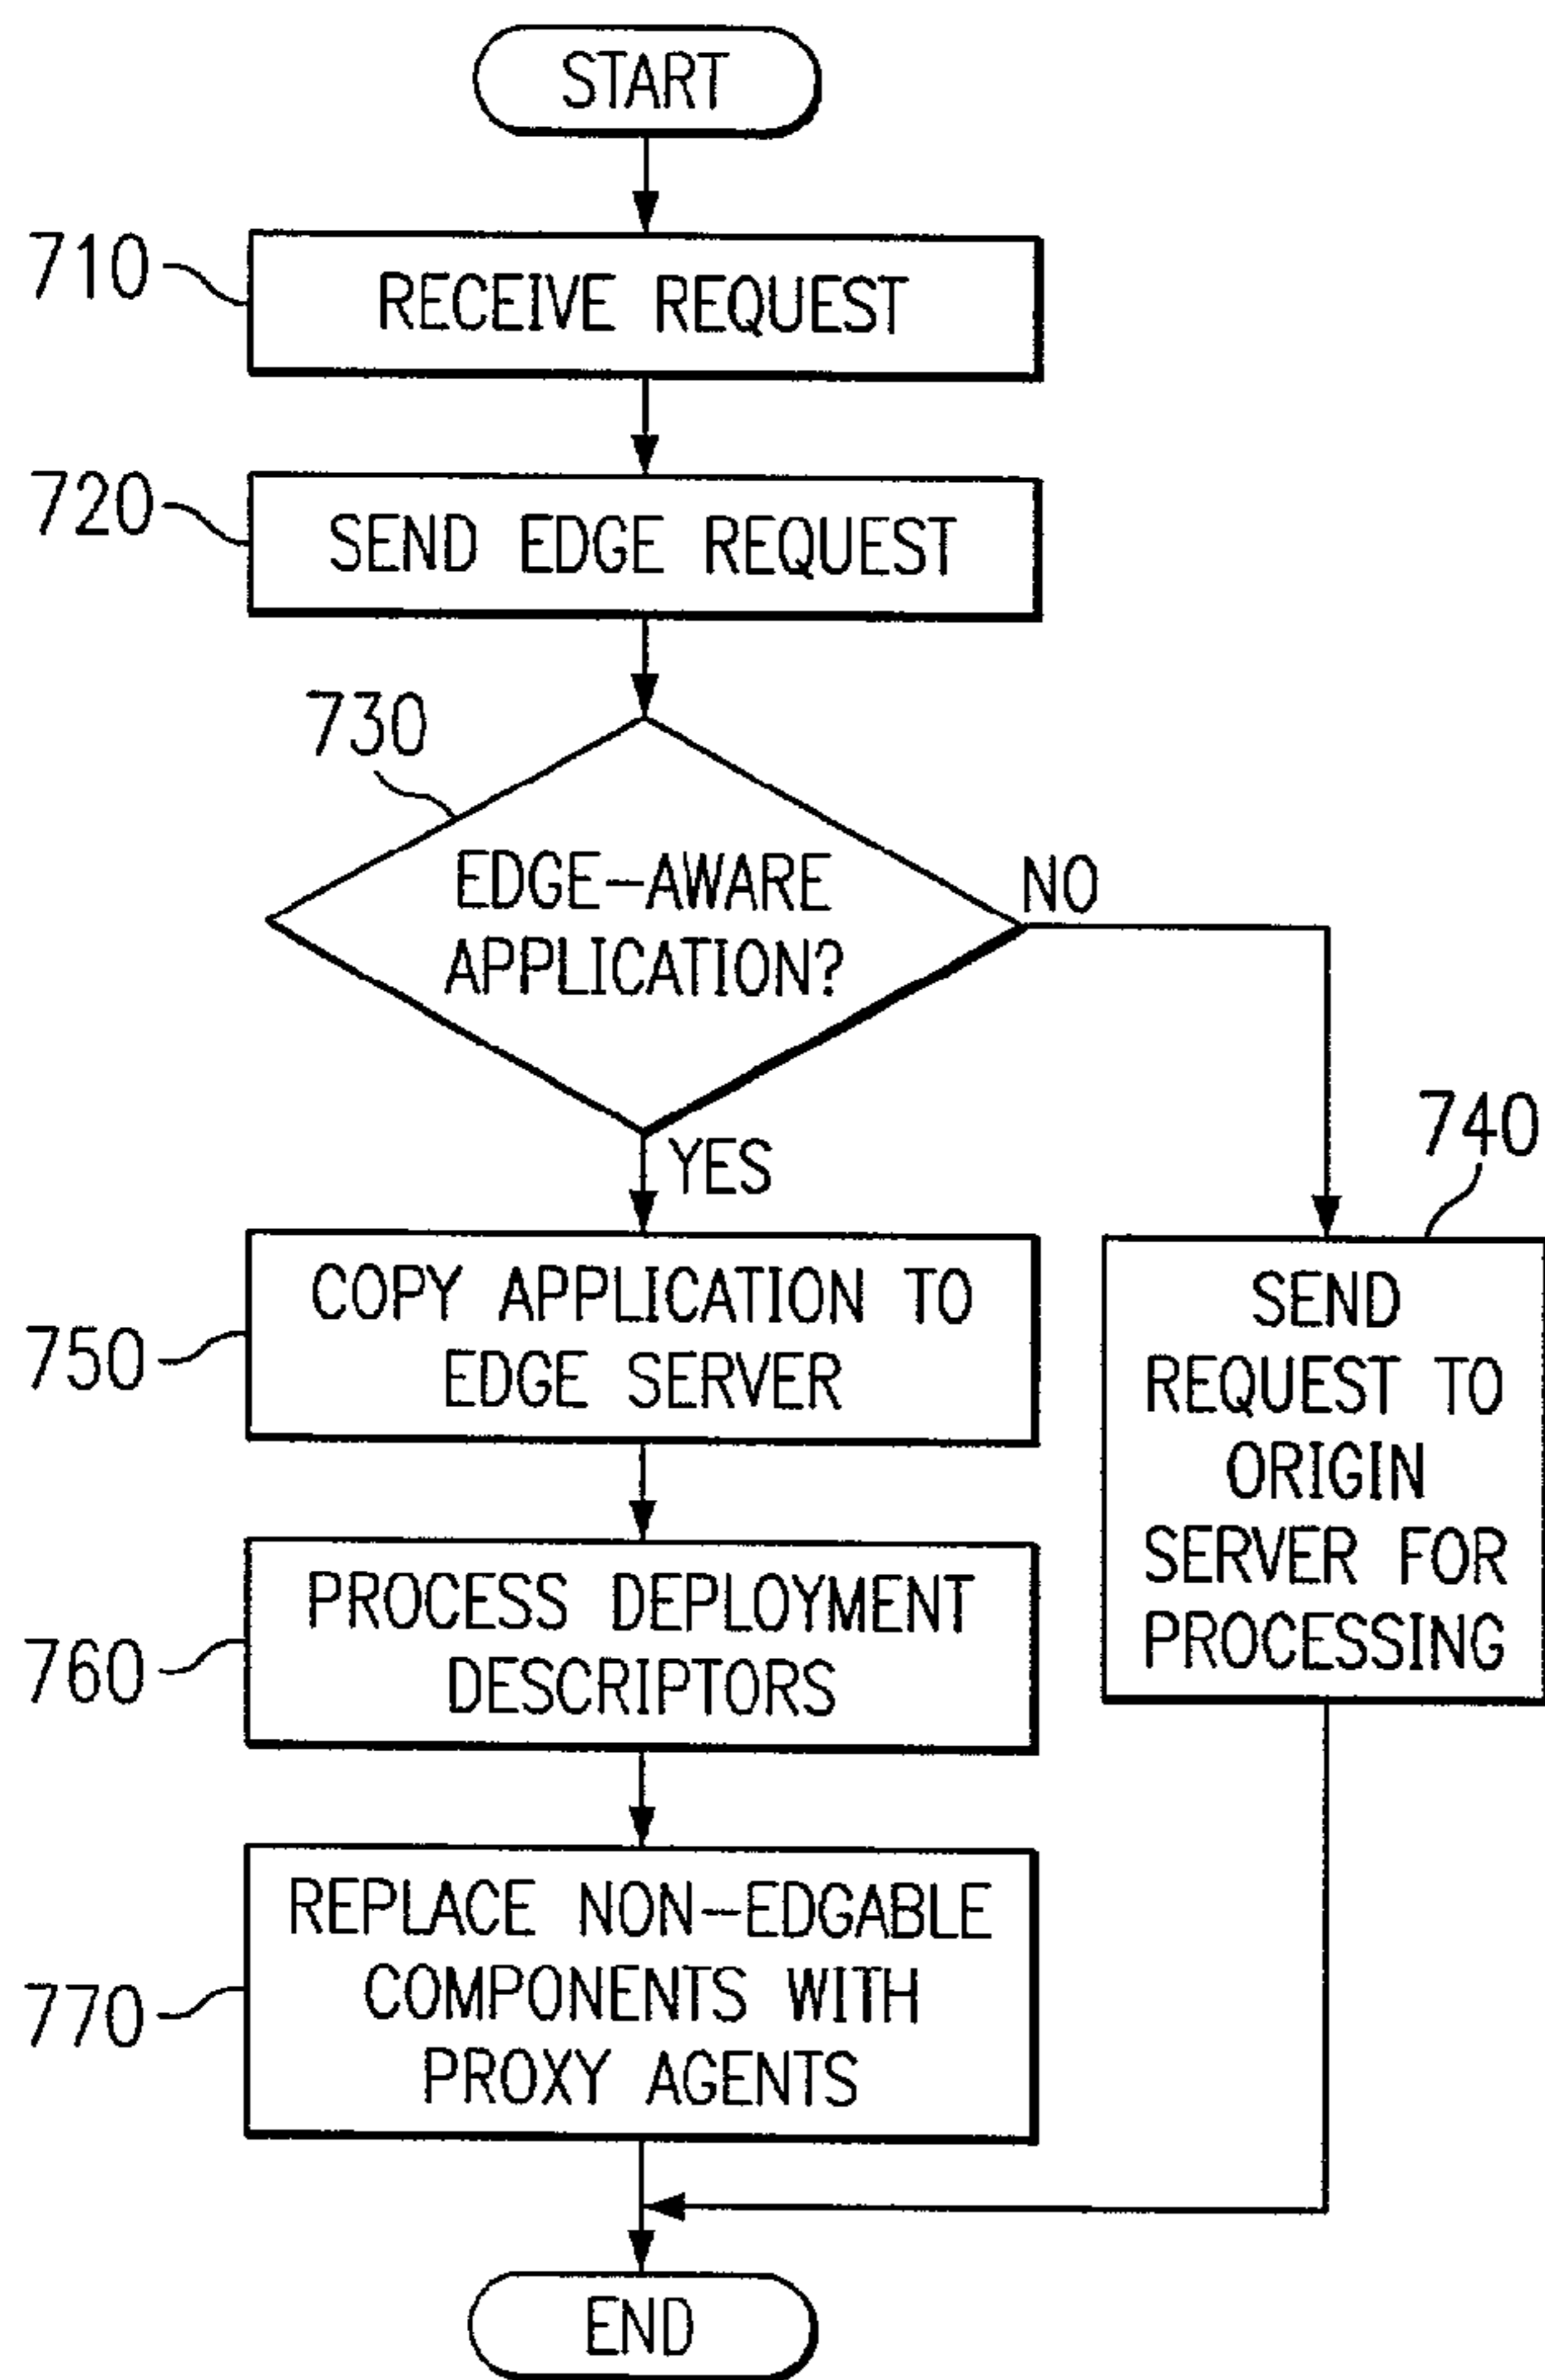 START
710
RECEIVE REQUEST
720
SEND EDGE REQUEST
730
EDGE-AWARE
APPLICATION?
NO
YES
740
SEND
REQUEST TO
ORIGIN
SERVER FOR
PROCESSING
750
COPY APPLICATION TO
EDGE SERVER
760
PROCESS DEPLOYMENT
DESCRIPTORS
770
REPLACE NON-EDGABLE
COMPONENTS WITH
PROXY AGENTS
END